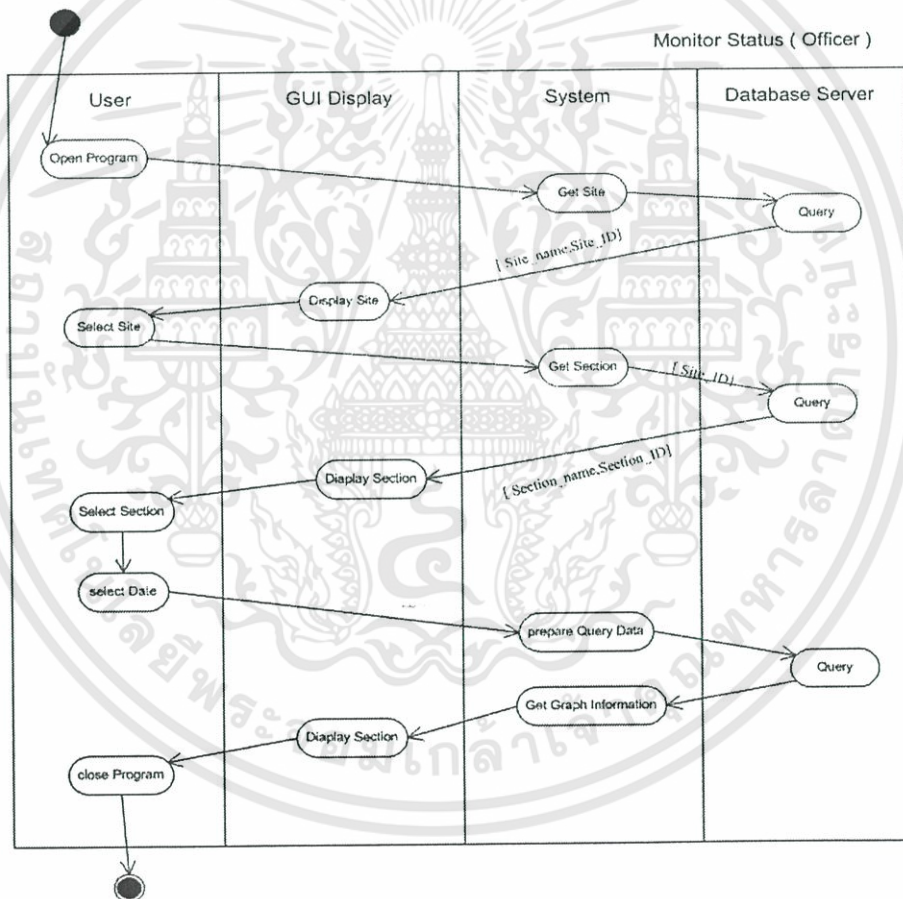 Monitor Status ( Officer )
User
GUI Display
System
Database Server
Open Program
Get Site
Query
[ Site_name,Site_ID]
Display Site
Select Site
Get Section
[ Site_ID]
Query
[ Section_name,Section_ID]
Diaplay Section
Select Section
select Date
prepare Query Data
Query
Get Graph Information
Diaplay Section
close Program